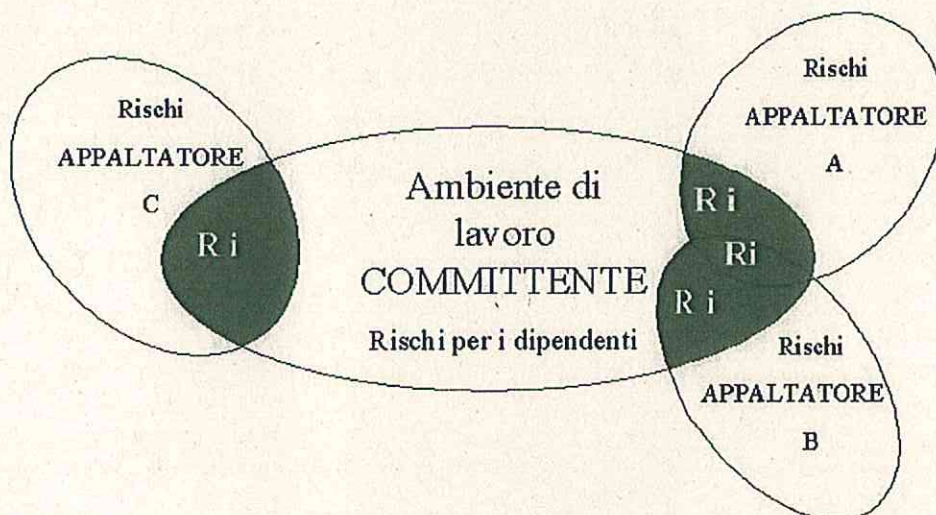 Rischi
APPALTATORE
C
R i
Ambiente di
lavoro
COMMITTENTE
Rischi per i dipendenti
Rischi
APPALTATORE
A
R i
Ri
R i
Rischi
APPALTATORE
B